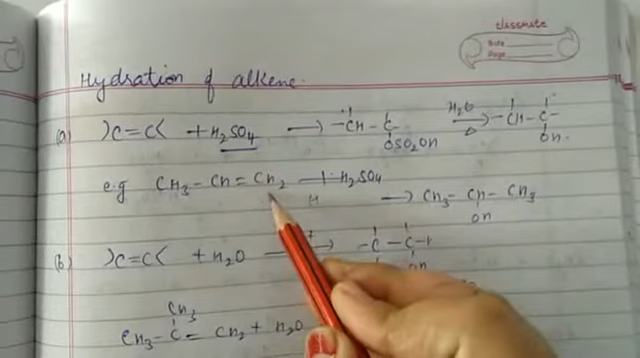 classmate
Date
Page
Hydration of alkene.
(a) >C=C< + H2SO4 → -CH-C- H2O → Δ -CH-C-
OSO2OH OH.
e.g CH3-CH=CH2 + H2SO4 → CH3-CH-CH3
OH
(b) >C=C< + H2O → -C-C-
OH
CH3
CH3-C=CH2 + H2O